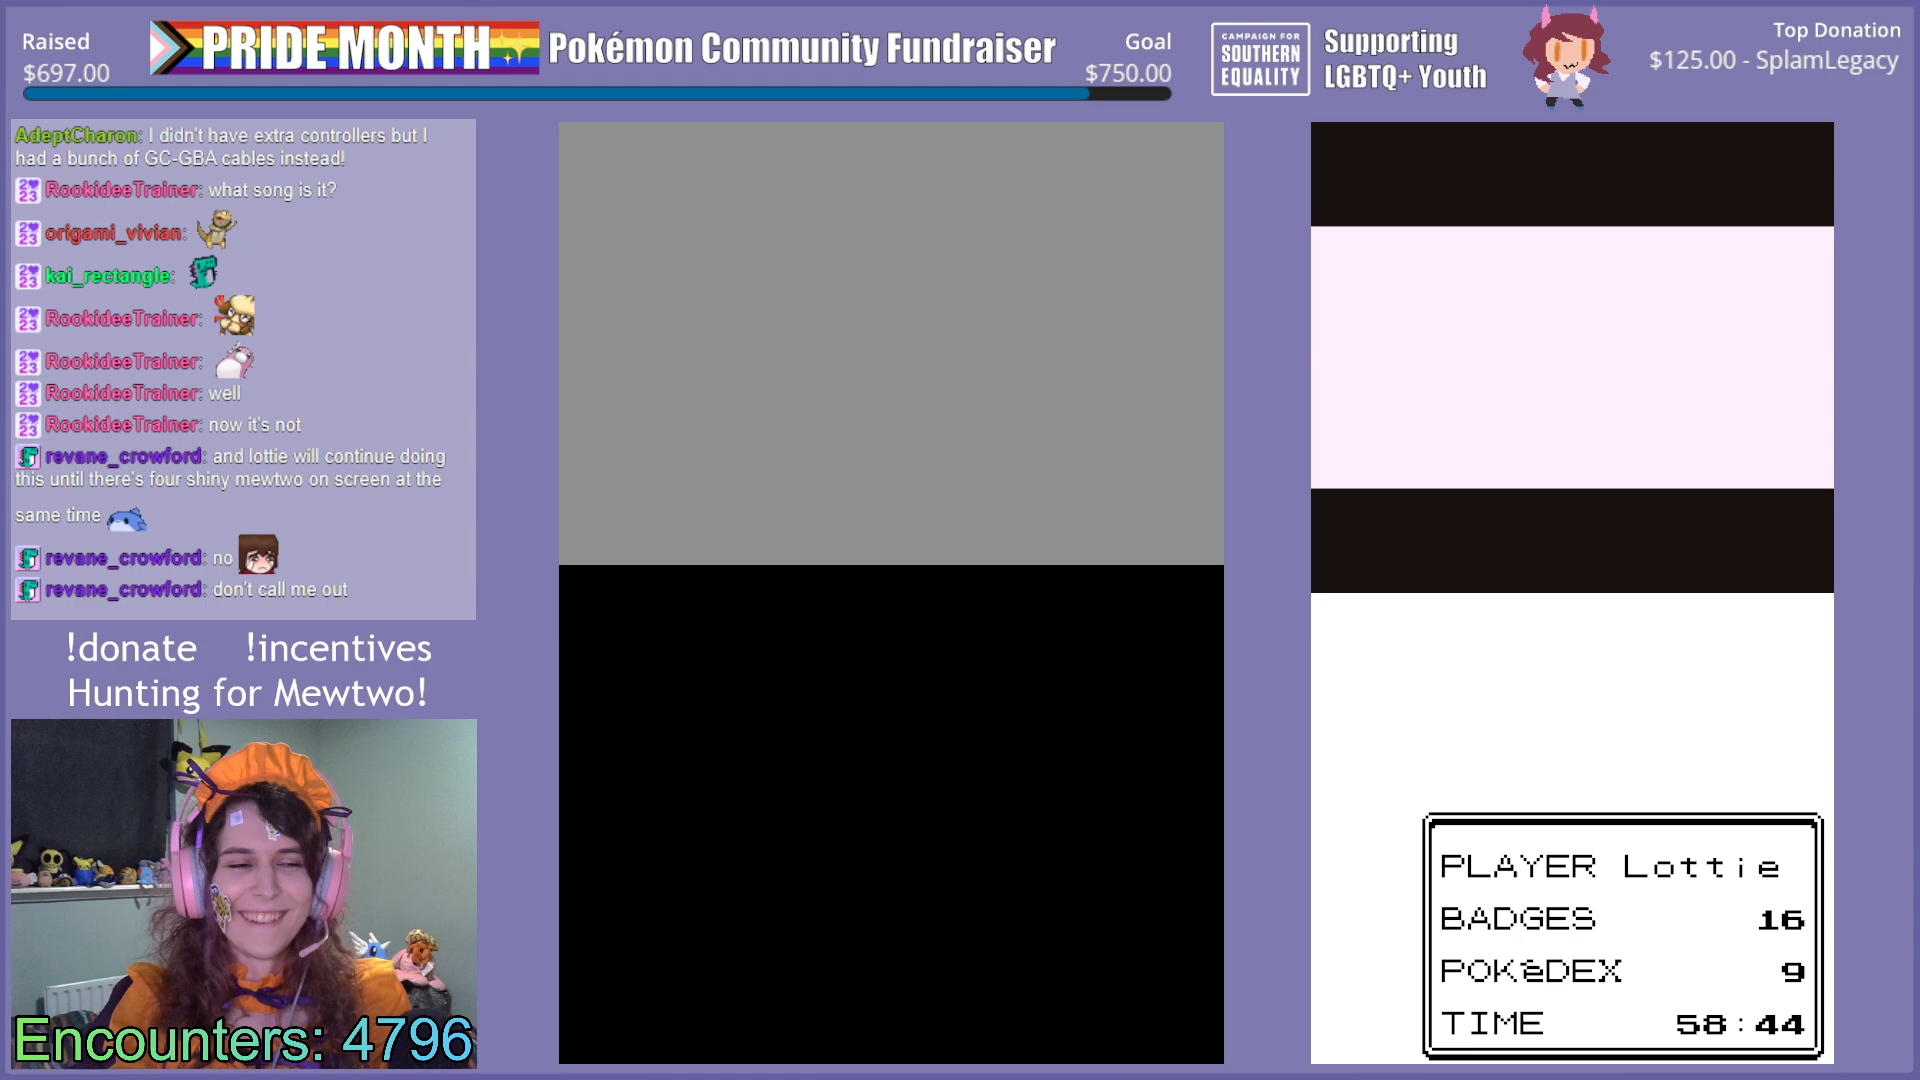 Raised
$697.00
PRIDE MONTH
Pokémon Community Fundraiser
Goal
$750.00
CAMPAIGN FOR
SOUTHERN
EQUALITY
Supporting
LGBTQ+ Youth
Top Donation
$125.00 - SplamLegacy
AdeptCharon: I didn't have extra controllers but I
had a bunch of GC-GBA cables instead!
RookideeTrainer: what song is it?
origami_vivian:
kai_rectangle:
RookideeTrainer:
RookideeTrainer:
RookideeTrainer: well
RookideeTrainer: now it's not
revane_crowford: and lottie will continue doing
this until there's four shiny mewtwo on screen at the
same time
revane_crowford: no
revane_crowford: don't call me out
!donate !incentives
Hunting for Mewtwo!
Encounters: 4796
PLAYER Lottie
BADGES 16
POKéDEX 9
TIME 58:44